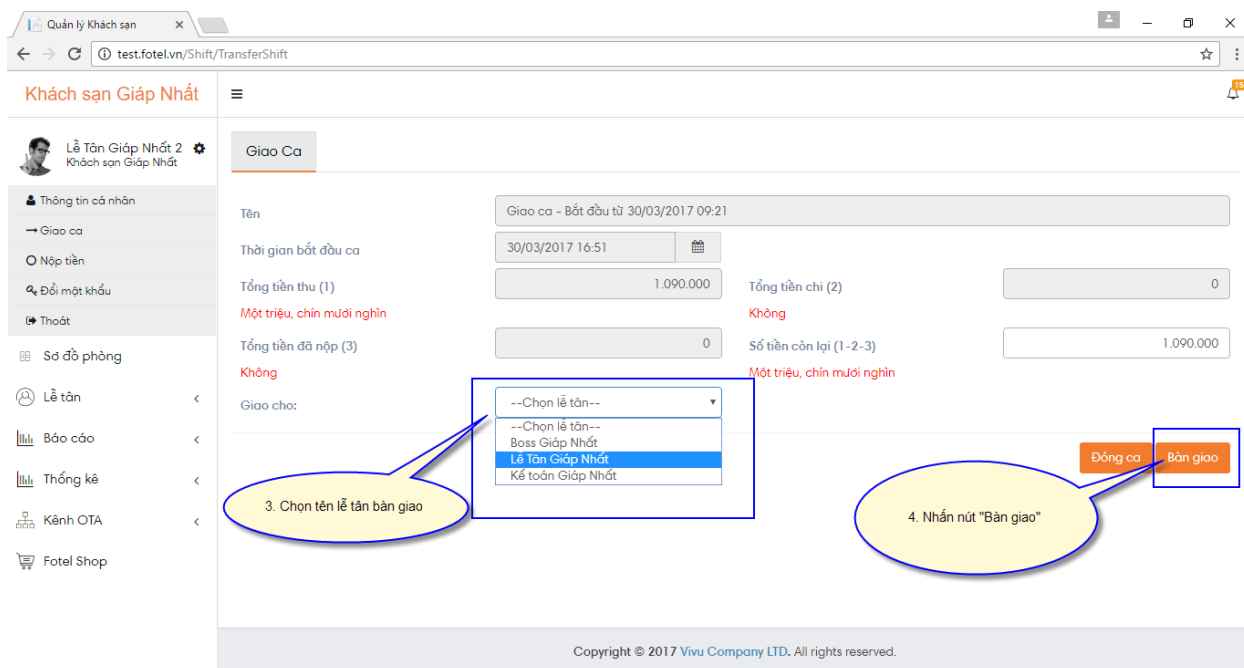 Quản lý Khách sạn
test.fotel.vn/Shift/TransferShift
Khách sạn Giáp Nhất
15
Lễ Tân Giáp Nhất 2
Khách sạn Giáp Nhất
Thông tin cá nhân
Giao ca
Nộp tiền
Đổi mật khẩu
Thoát
Sơ đồ phòng
Lễ tân
Báo cáo
Thống kê
Kênh OTA
Fotel Shop
Giao Ca
Tên
Giao ca - Bắt đầu từ 30/03/2017 09:21
Thời gian bắt đầu ca
30/03/2017 16:51
Tổng tiền thu (1)
1.090.000
Tổng tiền chi (2)
0
Một triệu, chín mươi nghìn
Không
Tổng tiền đã nộp (3)
0
Số tiền còn lại (1-2-3)
1.090.000
Không
Một triệu, chín mươi nghìn
Giao cho:
--Chọn lễ tân--
--Chọn lễ tân--
Boss Giáp Nhất
Lễ Tân Giáp Nhất
Kế toán Giáp Nhất
Đóng ca
Bàn giao
3. Chọn tên lễ tân bàn giao
4. Nhấn nút "Bàn giao"
Copyright © 2017 Vivu Company LTD. All rights reserved.